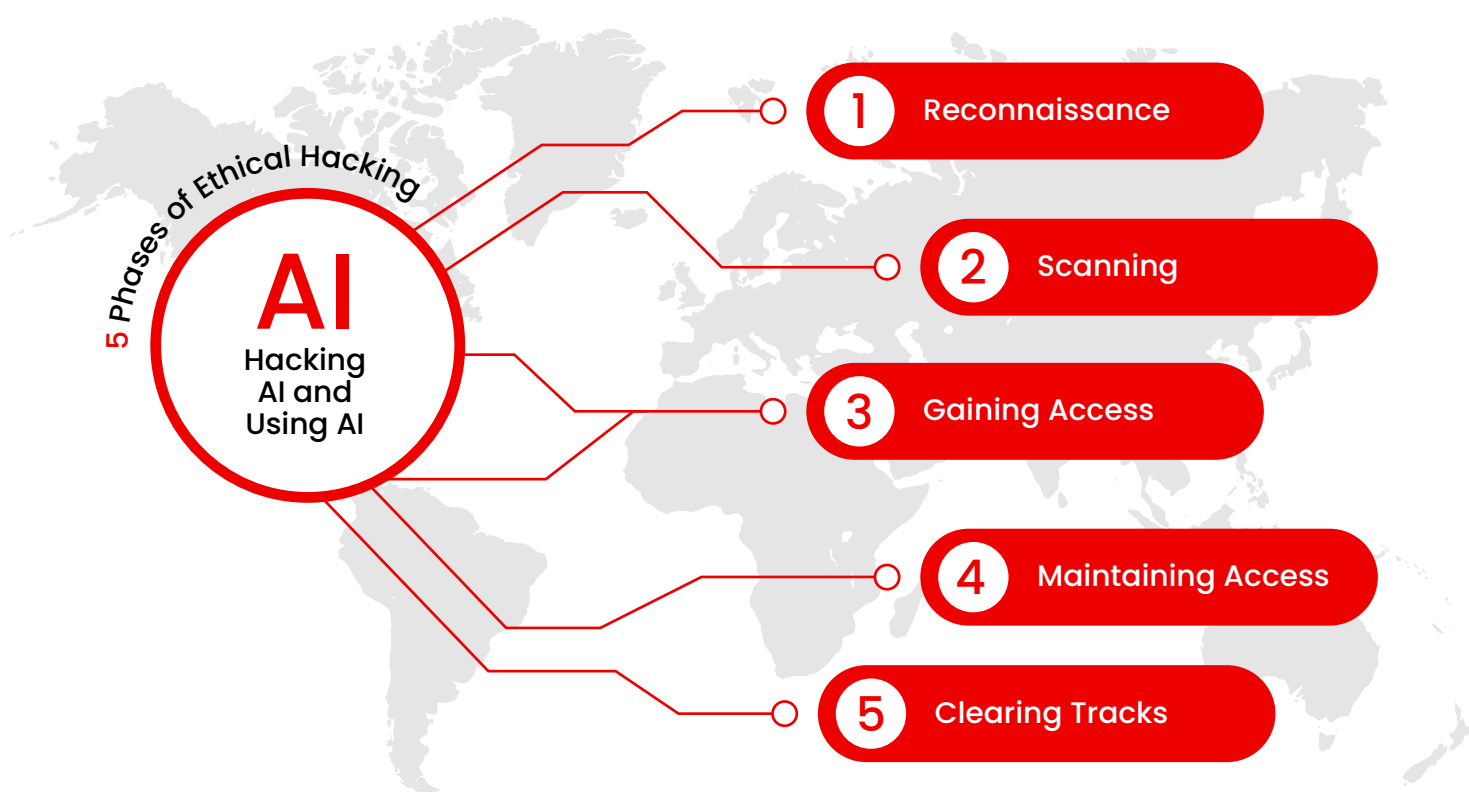 5 Phases of Ethical Hacking
AI
Hacking
AI and
Using AI
1 Reconnaissance
2 Scanning
3 Gaining Access
4 Maintaining Access
5 Clearing Tracks